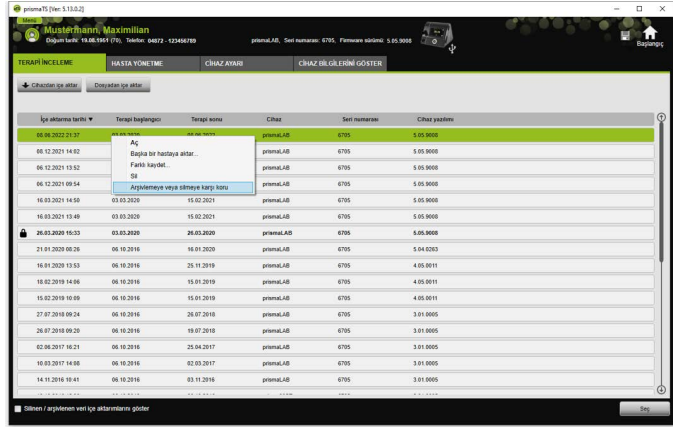 prismaTS [Ver. 5.13.0.2]
Menü
Mustermann, Maximilian
Doğum tarihi: 19.08.1951 (70), Telefon: 04872 - 123456789
prismaLAB, Seri numarası: 6705, Firmware sürümü: 5.05.9008
Başlangıç
TERAPİ İNCELEME HASTA YÖNETME CİHAZ AYARI CİHAZ BİLGİLERİNİ GÖSTER
Cihazdan içe aktar Dosyadan içe aktar
İçe aktarma tarihi ▼ Terapi başlangıcı Terapi sonu Cihaz Seri numarası Cihaz yazılımı
08.08.2022 21:37 03.03.2020 prismaLAB 6705 5.05.9008
Aç
08.12.2021 14:02 prismaLAB 6705 5.05.9008
Başka bir hastaya aktar...
Farklı kaydet...
06.12.2021 13:52 prismaLAB 6705 5.05.9008
Sil
06.12.2021 09:54 prismaLAB 6705 5.05.9008
Arşivlemeye veya silmeye karşı koru
16.03.2021 14:50 03.03.2020 15.02.2021 prismaLAB 6705 5.05.9008
16.03.2021 13:49 03.03.2020 15.02.2021 prismaLAB 6705 5.05.9008
26.03.2020 15:33 03.03.2020 26.03.2020 prismaLAB 6705 5.05.9008
21.01.2020 08:26 06.10.2016 16.01.2020 prismaLAB 6705 5.04.0263
16.01.2020 13:53 06.10.2016 25.11.2019 prismaLAB 6705 4.05.0011
18.02.2019 14:06 06.10.2016 15.01.2019 prismaLAB 6705 4.05.0011
15.02.2019 10:09 06.10.2016 15.01.2019 prismaLAB 6705 4.05.0011
27.07.2018 09:24 06.10.2016 26.07.2018 prismaLAB 6705 3.01.0005
26.07.2018 09:20 06.10.2016 19.07.2018 prismaLAB 6705 3.01.0005
02.06.2017 16:21 06.10.2016 25.04.2017 prismaLAB 6705 3.01.0005
10.03.2017 14:08 06.10.2016 02.03.2017 prismaLAB 6705 3.01.0005
14.11.2016 10:41 06.10.2016 03.11.2016 prismaLAB 6705 3.01.0005
Silinen / arşivlenen veri içe aktarımlarını göster
Seç